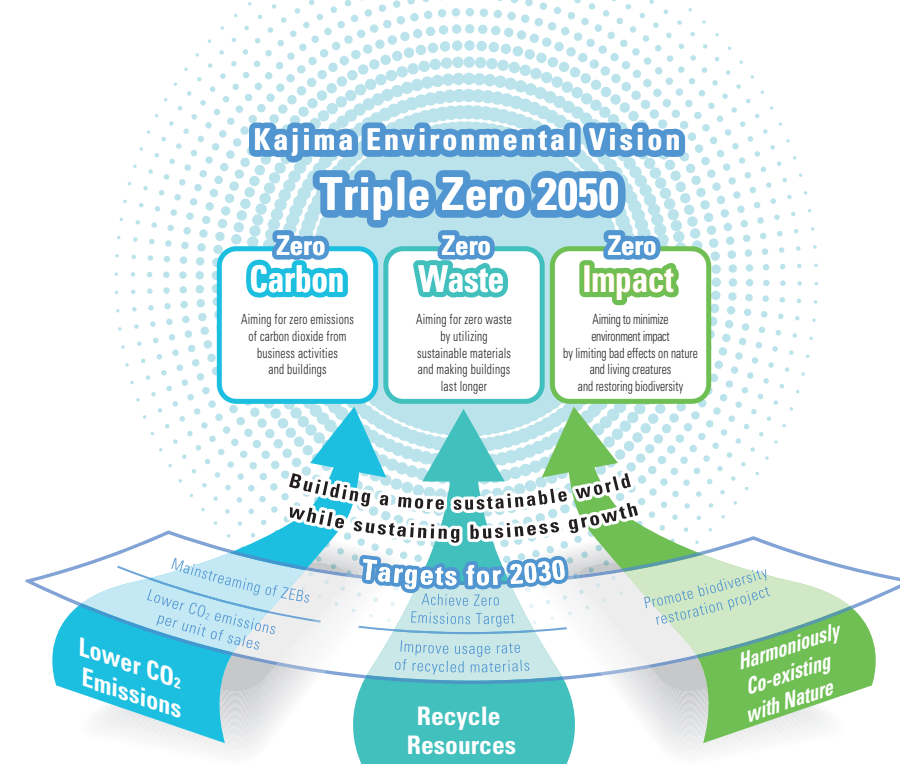 Kajima Environmental Vision
Triple Zero 2050
Zero
Carbon
Aiming for zero emissions
of carbon dioxide from
business activities
and buildings
Zero
Waste
Aiming for zero waste
by utilizing
sustainable materials
and making buildings
last longer
Zero
Impact
Aiming to minimize
environment impact
by limiting bad effects on nature
and living creatures
and restoring biodiversity
Building a more sustainable world
while sustaining business growth
Targets for 2030
Mainstreaming of ZEBs
Lower CO₂ emissions
per unit of sales
Achieve Zero
Emissions Target
Improve usage rate
of recycled materials
Promote biodiversity
restoration project
Lower CO₂
Emissions
Recycle
Resources
Harmoniously
Co-existing
with Nature